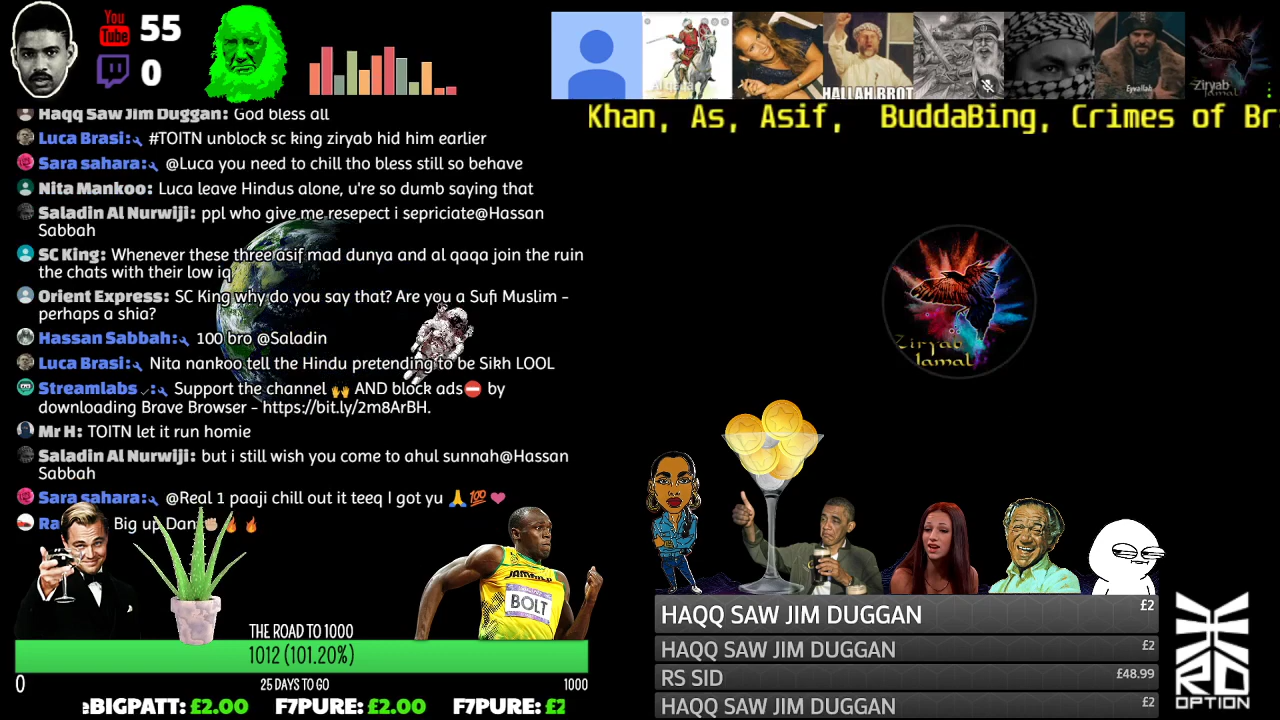 You Tube 55
0
Haqq Saw Jim Duggan: God bless all
Luca Brasi: #TOITN unblock sc king ziryab hid him earlier
Sara sahara: @Luca you need to chill tho bless still so behave
Nita Mankoo: Luca leave Hindus alone, u're so dumb saying that
Saladin Al Nurwiji: ppl who give me resepect i sepriciate@Hassan
Sabbah
SC King: Whenever these three asif mad dunya and al qaqa join the ruin
the chats with their low iq
Orient Express: SC King why do you say that? Are you a Sufi Muslim -
perhaps a shia?
Hassan Sabbah: 100 bro @Saladin
Luca Brasi: Nita nankoo tell the Hindu pretending to be Sikh LOOL
Streamlabs: Support the channel 🙌 AND block ads⛔ by
downloading Brave Browser - https://bit.ly/2m8ArBH.
Mr H: TOITN let it run homie
Saladin Al Nurwiji: but i still wish you come to ahul sunnah@Hassan
Sabbah
Sara sahara: @Real 1 paaji chill out it teeq I got yu 🙏💯❤
Big up Dan
JAMAICA
BOLT
THE ROAD TO 1000
1012 (101.20%)
0 25 DAYS TO GO 1000
BIGPATT: £2.00 F7PURE: £2.00 F7PURE: £2
HALLAH BROT
Eyvallah
Ziryab Jamal
Khan, As, Asif, BuddaBing, Crimes of Br
Ziryab
Jamal
HAQQ SAW JIM DUGGAN £2
HAQQ SAW JIM DUGGAN £2
RS SID £48.99
HAQQ SAW JIM DUGGAN £2
OPTION